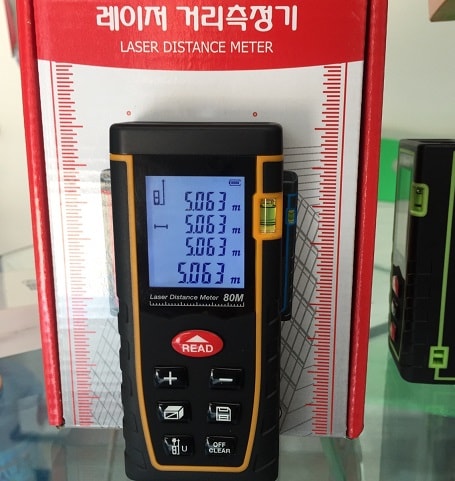 레이저 거리측정기
LASER DISTANCE METER
5.063 m
5.063 m
5.063 m
5.063 m
Laser Distance Meter 80M
READ
+ −
U OFF
CLEAR